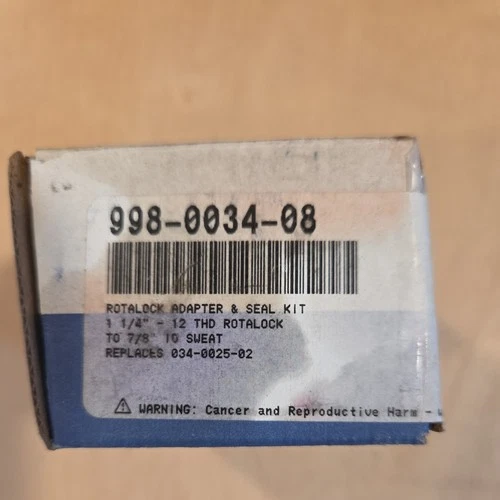 998-0034-08
ROTALOCK ADAPTER & SEAL KIT
1 1/4" - 12 THD ROTALOCK
TO 7/8" ID SWEAT
REPLACES 034-0025-02
⚠ WARNING: Cancer and Reproductive Harm -